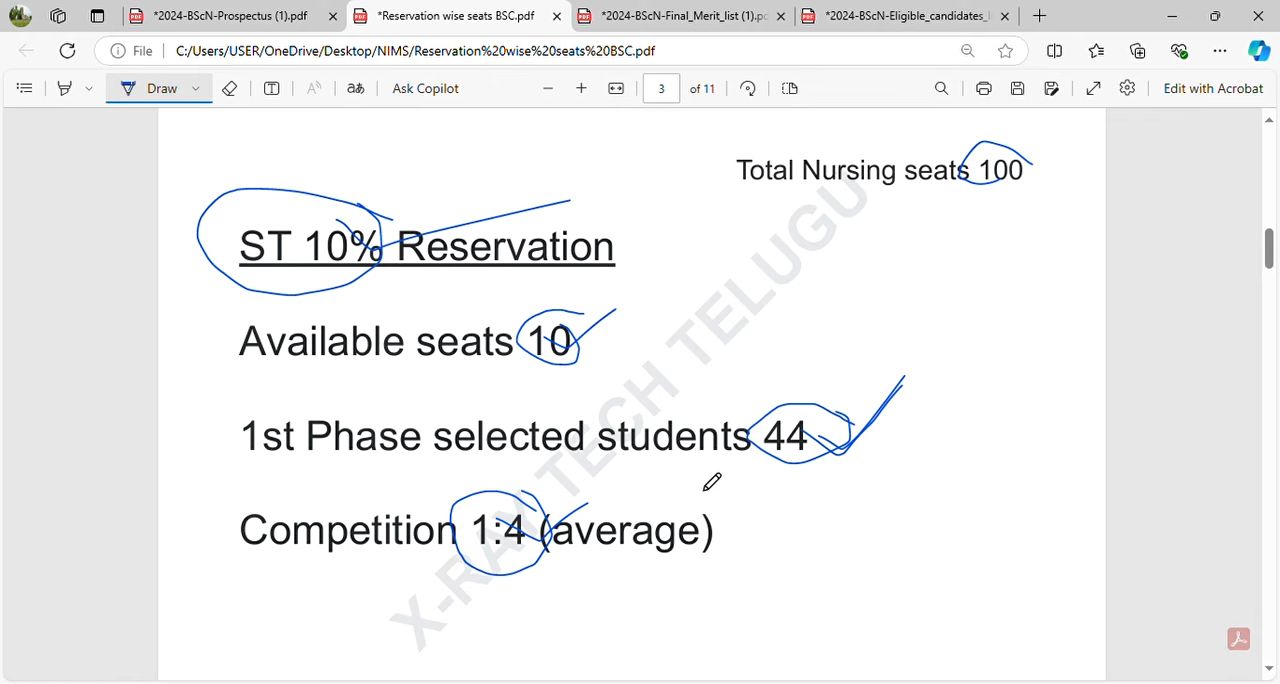 *2024-BScN-Prospectus (1).pdf
*Reservation wise seats BSC.pdf
*2024-BScN-Final_Merit_list (1).pdf
*2024-BScN-Eligible_candidates_
File
C:/Users/USER/OneDrive/Desktop/NIMS/Reservation%20wise%20seats%20BSC.pdf
Draw
aあ
Ask Copilot
3 of 11
Edit with Acrobat
Total Nursing seats 100
ST 10% Reservation
Available seats 10
1st Phase selected students 44
Competition 1:4 (average)
X-RAY TECH TELUGU